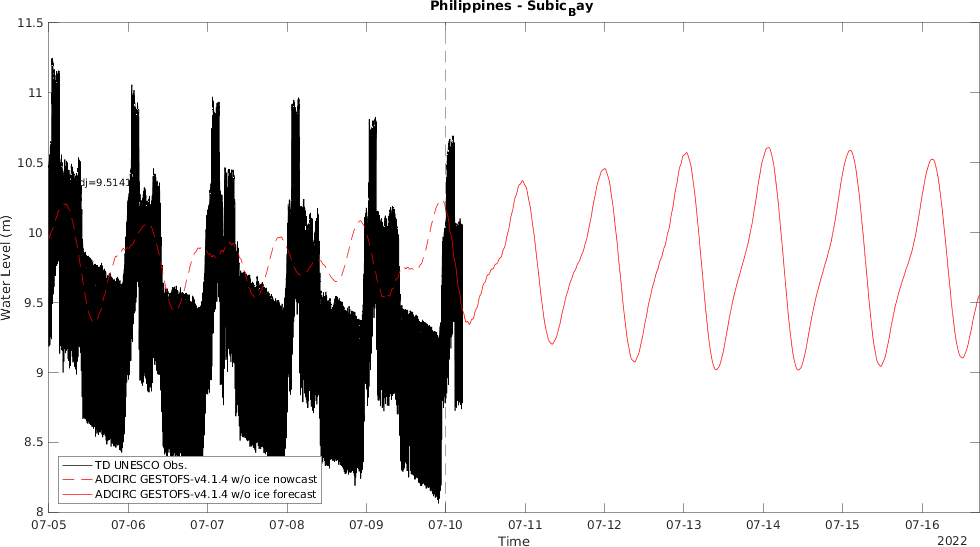 Philippines - Subic_Bay
11.5
11
10.5
10
9.5
9
8.5
8
Water Level (m)
dj=9.5141
TD UNESCO Obs.
ADCIRC GESTOFS-v4.1.4 w/o ice nowcast
ADCIRC GESTOFS-v4.1.4 w/o ice forecast
07-05 07-06 07-07 07-08 07-09 07-10 07-11 07-12 07-13 07-14 07-15 07-16
Time
2022